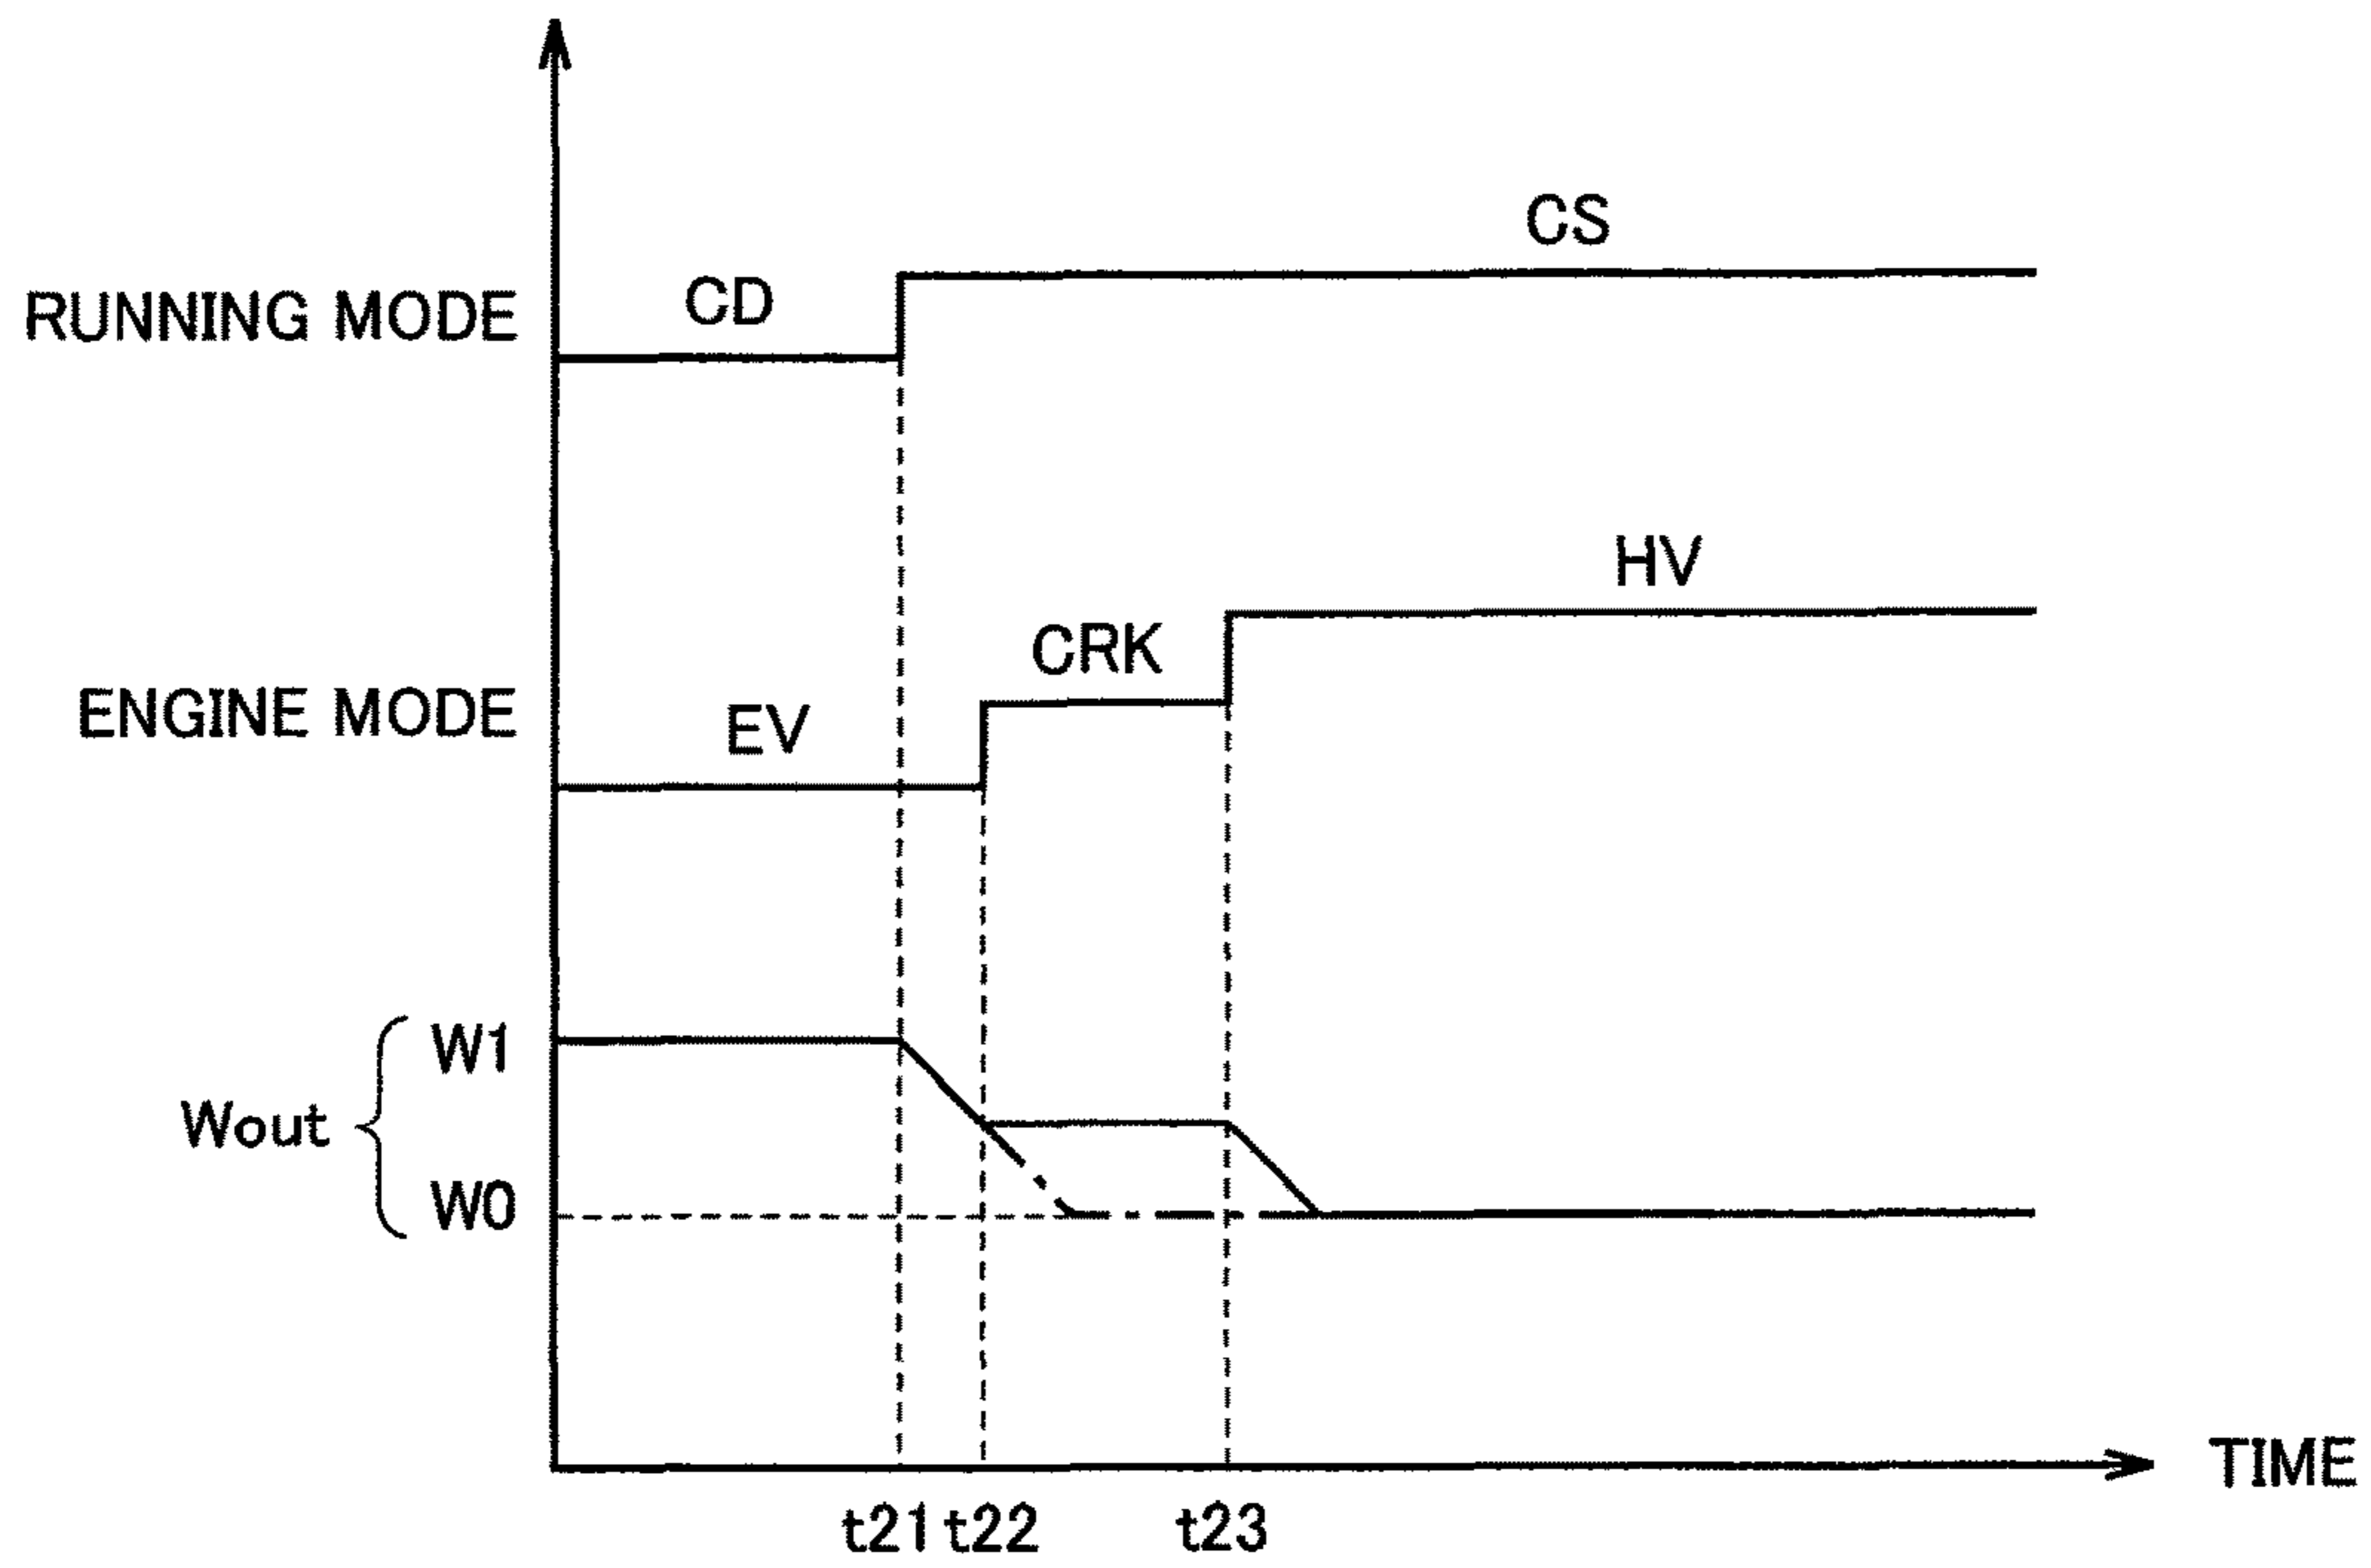 CS
CD
RUNNING MODE
HV
CRK
ENGINE MODE
EV
W1
Wout
W0
TIME
t21 t22 t23